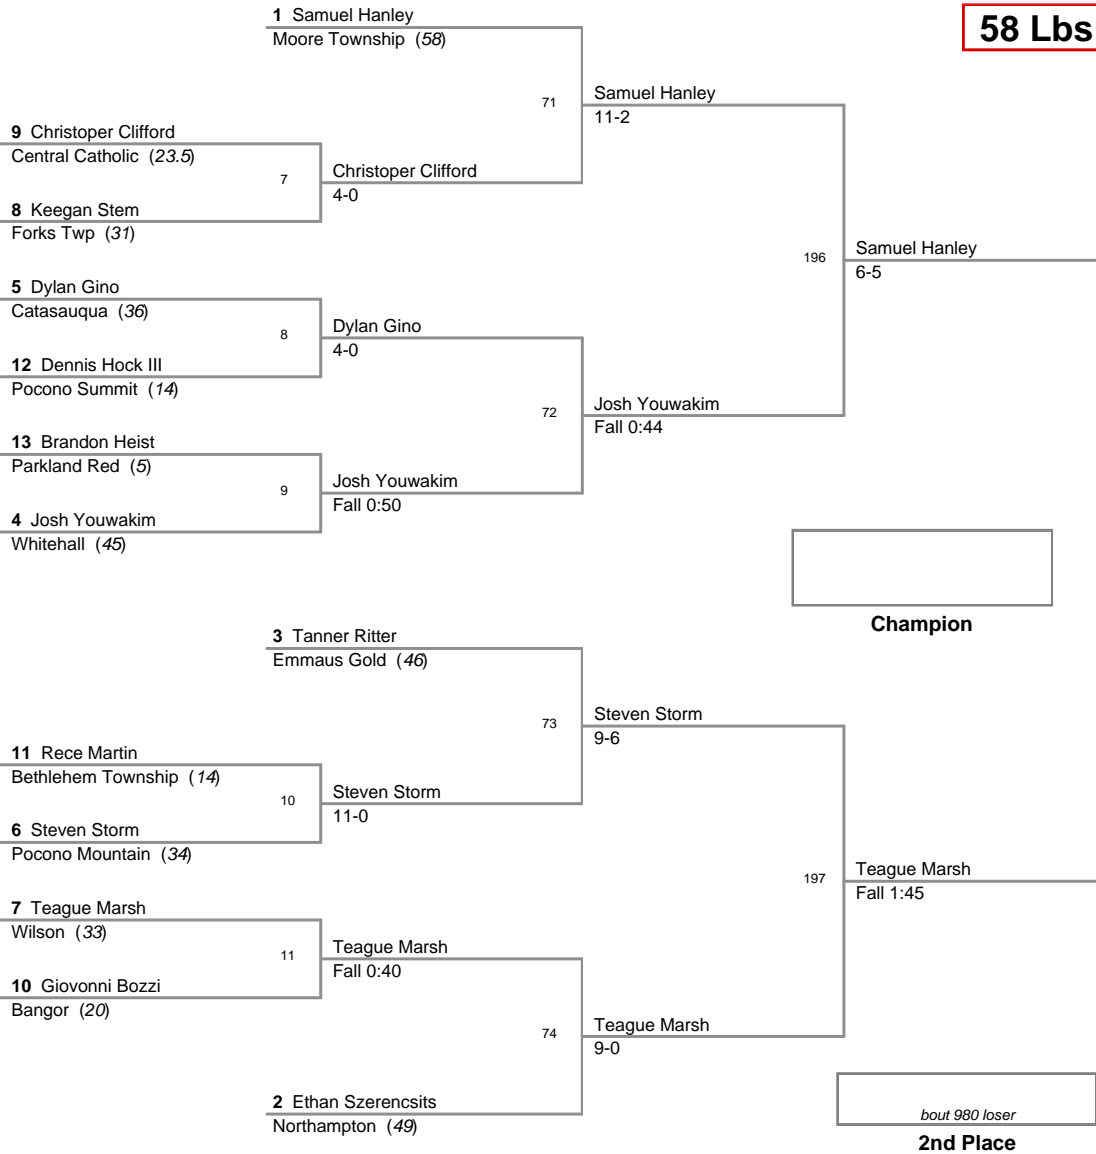 1 Samuel Hanley
Moore Township (58)
58 Lbs
71
Samuel Hanley
11-2
9 Christoper Clifford
Central Catholic (23.5)
7
Christoper Clifford
4-0
8 Keegan Stem
Forks Twp (31)
196
Samuel Hanley
6-5
5 Dylan Gino
Catasauqua (36)
8
Dylan Gino
4-0
12 Dennis Hock III
Pocono Summit (14)
72
Josh Youwakim
Fall 0:44
13 Brandon Heist
Parkland Red (5)
9
Josh Youwakim
Fall 0:50
4 Josh Youwakim
Whitehall (45)
Champion
3 Tanner Ritter
Emmaus Gold (46)
73
Steven Storm
9-6
11 Rece Martin
Bethlehem Township (14)
10
Steven Storm
11-0
6 Steven Storm
Pocono Mountain (34)
197
Teague Marsh
Fall 1:45
7 Teague Marsh
Wilson (33)
11
Teague Marsh
Fall 0:40
10 Giovonni Bozzi
Bangor (20)
74
Teague Marsh
9-0
2 Ethan Szerencsits
Northampton (49)
bout 980 loser
2nd Place